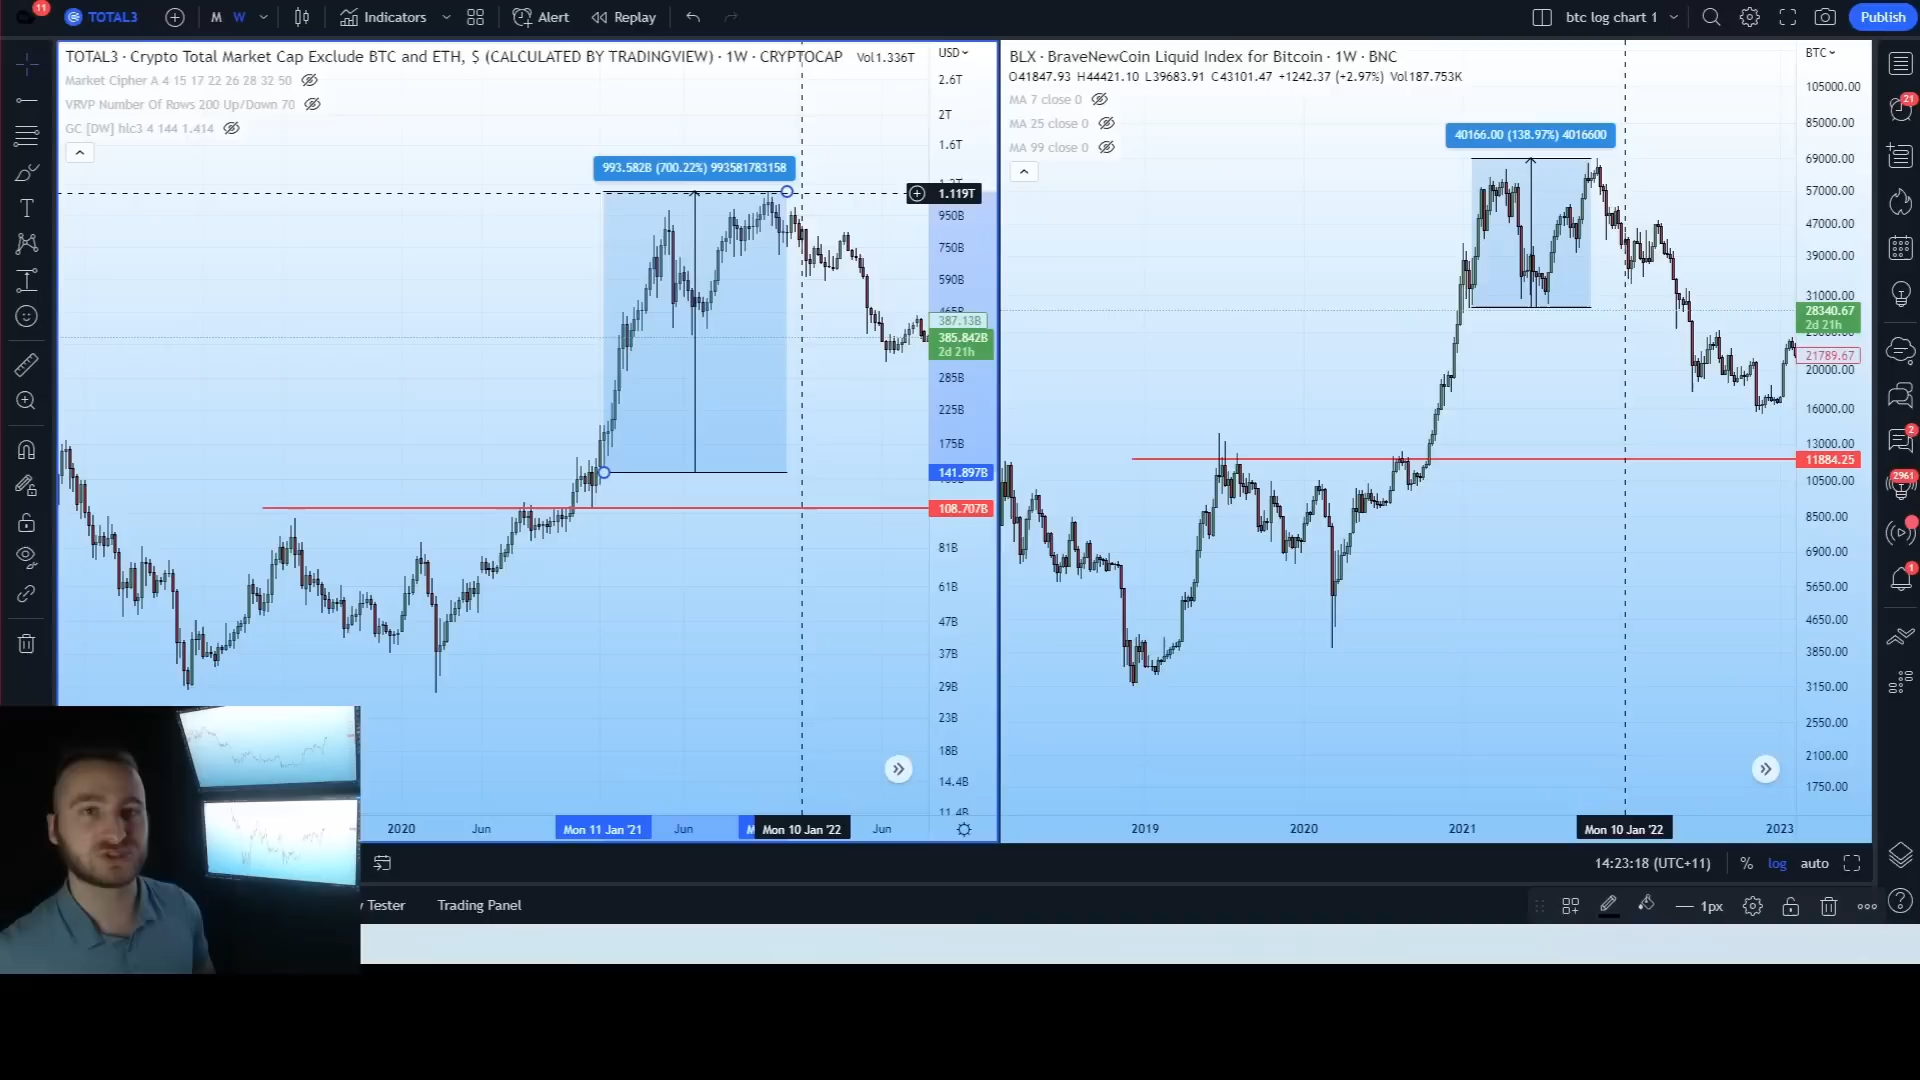 11
TOTAL3
M W
Indicators
Alert
Replay
btc log chart 1
Publish
TOTAL3 · Crypto Total Market Cap Exclude BTC and ETH, $ (CALCULATED BY TRADINGVIEW) · 1W · CRYPTOCAP Vol1.336T
Market Cipher A 4 15 17 22 26 28 32 50
VRVP Number Of Rows 200 Up/Down 70
GC [DW] hlc3 4 144 1.414
993.582B (700.22%) 993581783158
USD
2.6T
2T
1.6T
1.119T
950B
750B
590B
387.13B
385.842B
2d 21h
285B
225B
175B
141.897B
108.707B
81B
61B
47B
37B
29B
23B
18B
14.4B
2020
Jun
Mon 11 Jan '21
Jun
Mon 10 Jan '22
Jun
BLX · BraveNewCoin Liquid Index for Bitcoin · 1W · BNC
O41847.93 H44421.10 L39683.91 C43101.47 +1242.37 (+2.97%) Vol187.753K
MA 7 close 0
MA 25 close 0
MA 99 close 0
40166.00 (138.97%) 4016600
BTC
105000.00
85000.00
69000.00
57000.00
47000.00
39000.00
31000.00
28340.67
2d 21h
21789.67
20000.00
16000.00
13000.00
11884.25
10500.00
8500.00
6900.00
5650.00
4650.00
3850.00
3150.00
2550.00
2100.00
1750.00
2019
2020
2021
Mon 10 Jan '22
2023
21
2
2961
1
14:23:18 (UTC+11)
%
log
auto
Tester
Trading Panel
1px